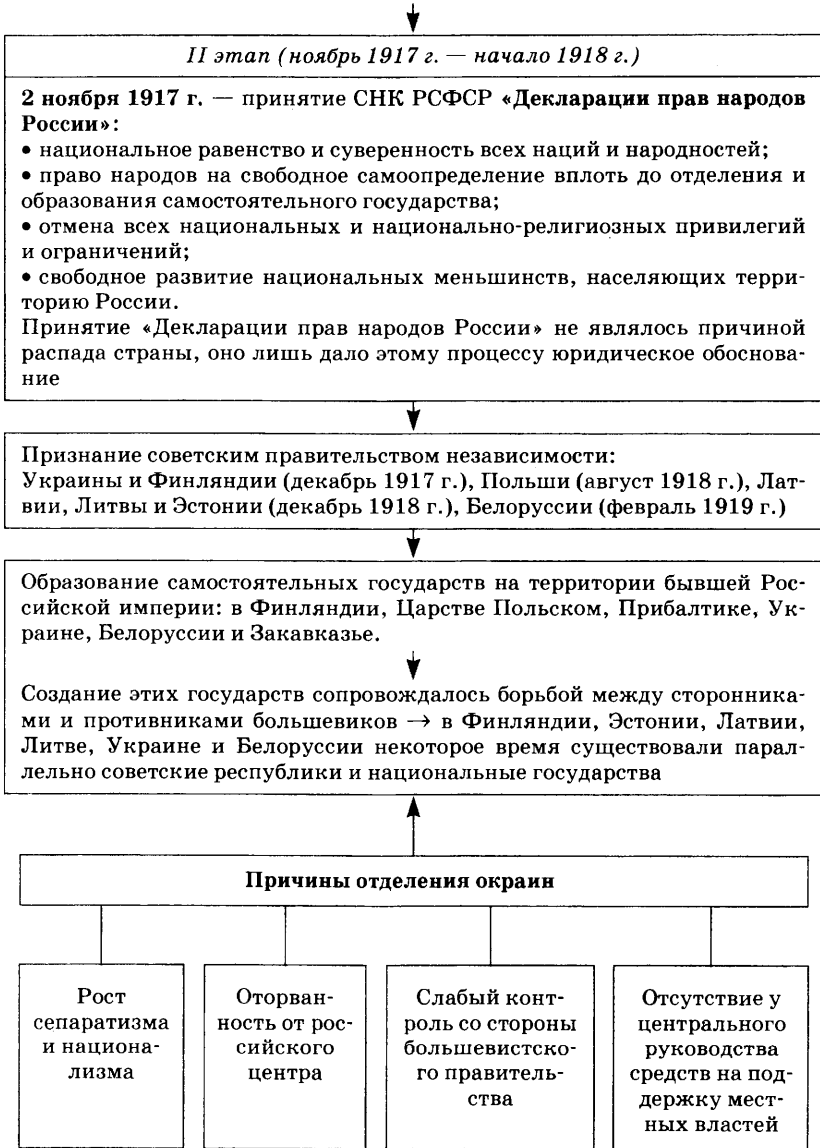 II этап (ноябрь 1917 г. — начало 1918 г.)
2 ноября 1917 г. — принятие СНК РСФСР «Декларации прав народов
России»:
• национальное равенство и суверенность всех наций и народностей;
• право народов на свободное самоопределение вплоть до отделения и
образования самостоятельного государства;
• отмена всех национальных и национально-религиозных привилегий
и ограничений;
• свободное развитие национальных меньшинств, населяющих терри-
торию России.
Принятие «Декларации прав народов России» не являлось причиной
распада страны, оно лишь дало этому процессу юридическое обоснова-
ние
Признание советским правительством независимости:
Украины и Финляндии (декабрь 1917 г.), Польши (август 1918 г.), Лат-
вии, Литвы и Эстонии (декабрь 1918 г.), Белоруссии (февраль 1919 г.)
Образование самостоятельных государств на территории бывшей Рос-
сийской империи: в Финляндии, Царстве Польском, Прибалтике, Ук-
раине, Белоруссии и Закавказье.
Создание этих государств сопровождалось борьбой между сторонника-
ми и противниками большевиков → в Финляндии, Эстонии, Латвии,
Литве, Украине и Белоруссии некоторое время существовали парал-
лельно советские республики и национальные государства
Причины отделения окраин
Рост
сепаратизма
и национа-
лизма
Оторван-
ность от рос-
сийского
центра
Слабый конт-
роль со стороны
большевистско-
го правитель-
ства
Отсутствие у
центрального
руководства
средств на под-
держку мест-
ных властей